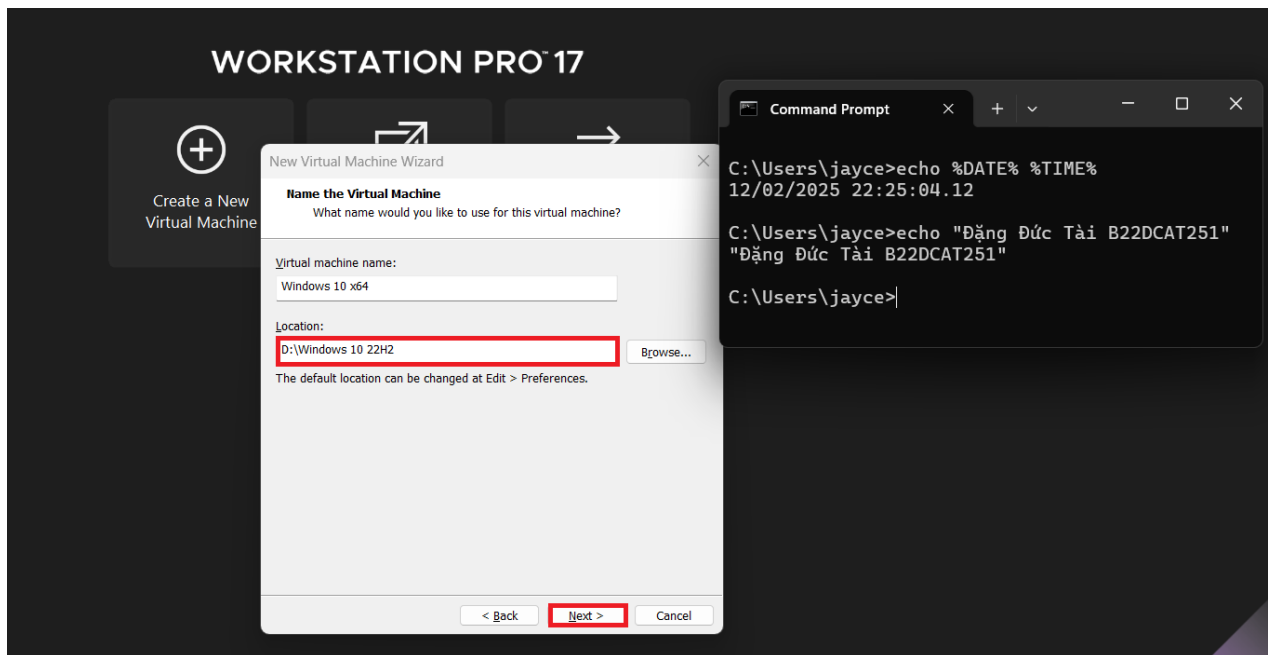 WORKSTATION PRO™ 17
Create a New
Virtual Machine
New Virtual Machine Wizard
Name the Virtual Machine
What name would you like to use for this virtual machine?
Virtual machine name:
Windows 10 x64
Location:
D:\Windows 10 22H2
Browse...
The default location can be changed at Edit > Preferences.
< Back
Next >
Cancel
Command Prompt
C:\Users\jayce>echo %DATE% %TIME%
12/02/2025 22:25:04.12
C:\Users\jayce>echo "Đặng Đức Tài B22DCAT251"
"Đặng Đức Tài B22DCAT251"
C:\Users\jayce>